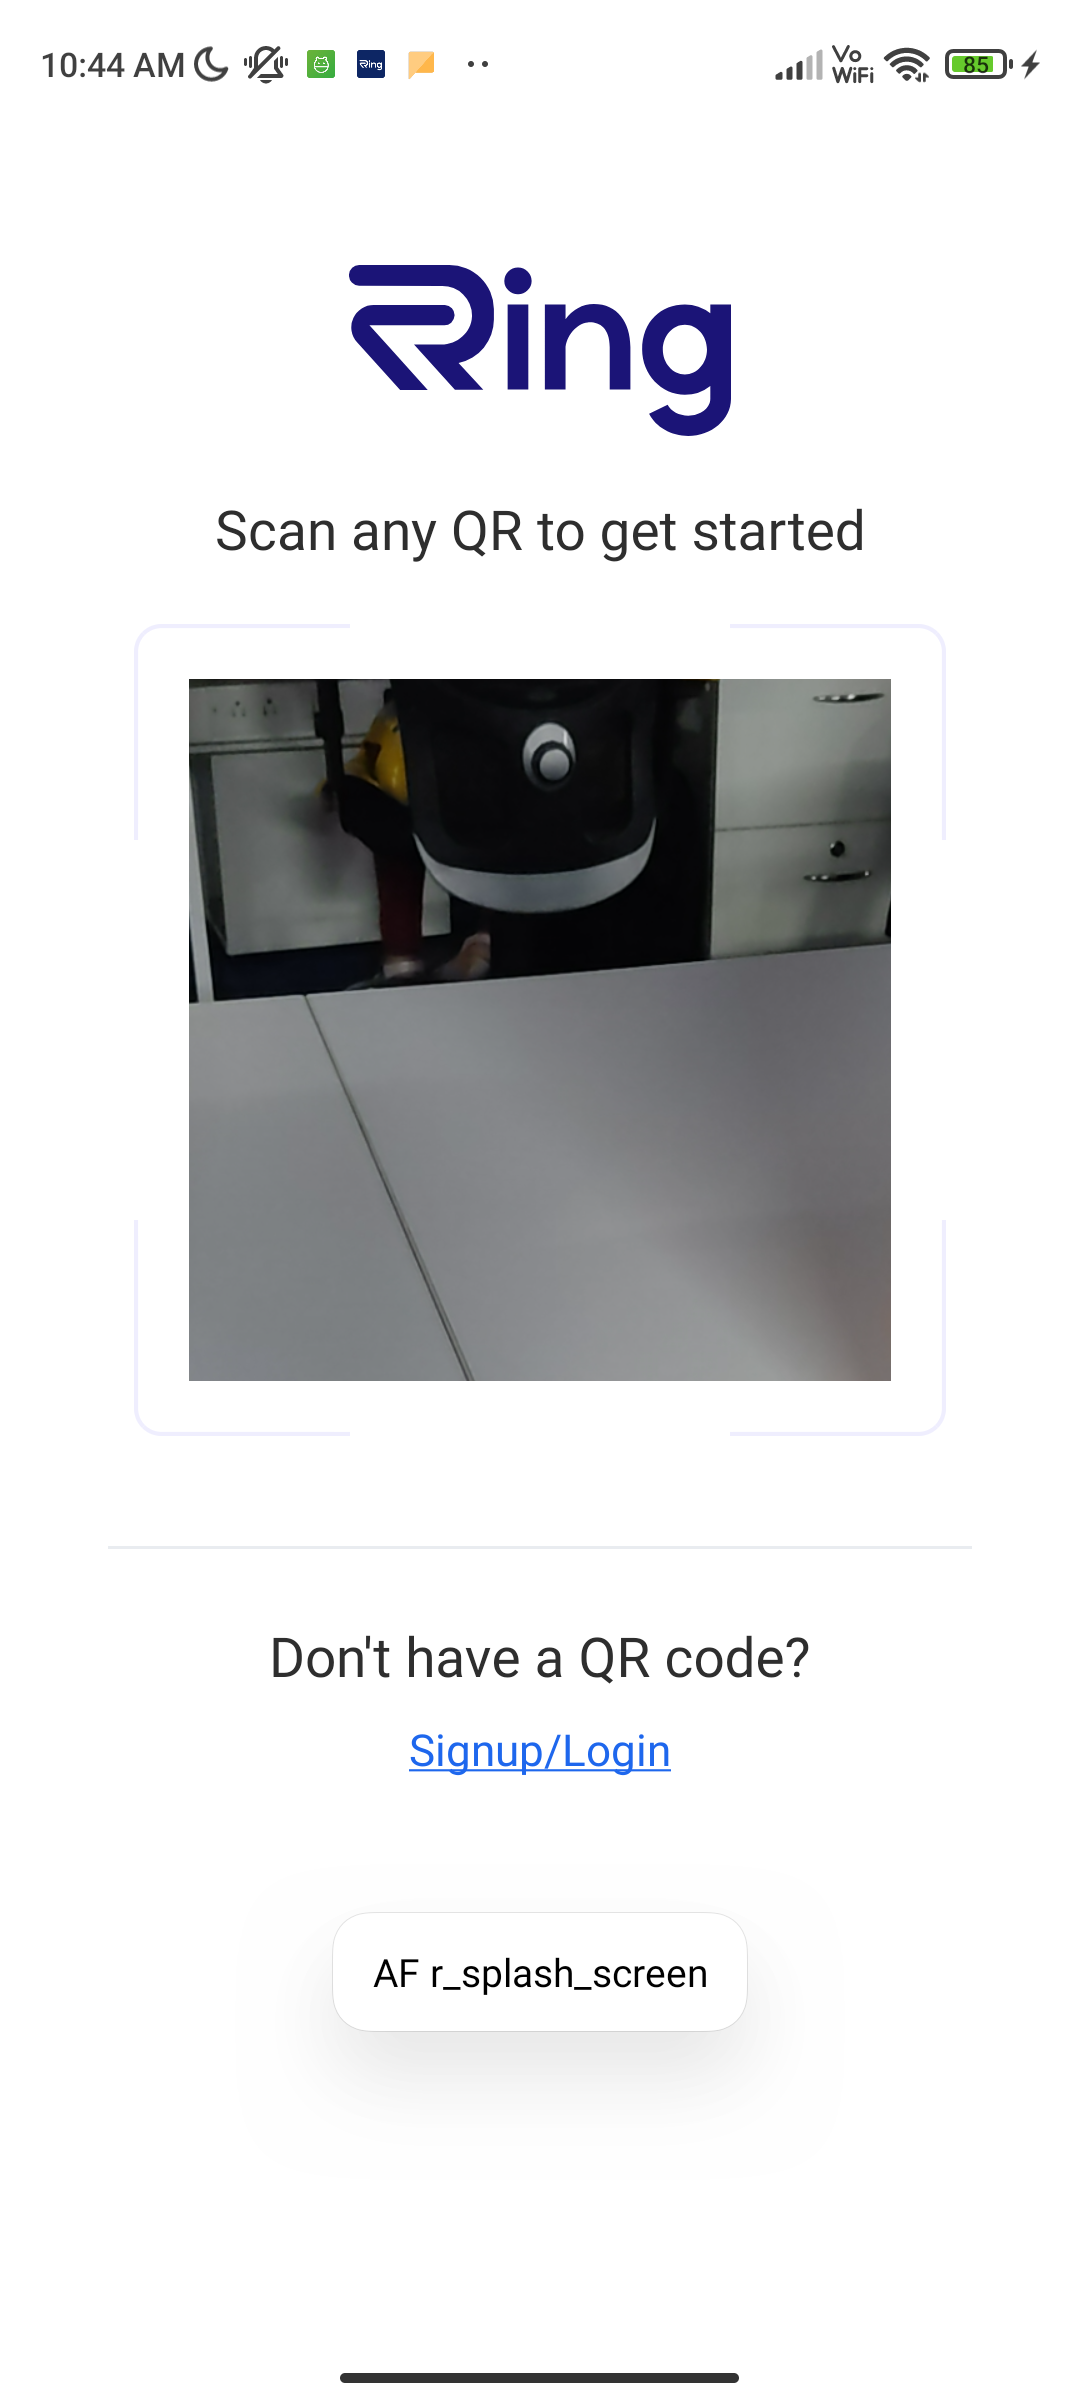 10:44 AM
Ring
Vo
WiFi
85
Ring
Scan any QR to get started
Don't have a QR code?
Signup/Login
AF r_splash_screen